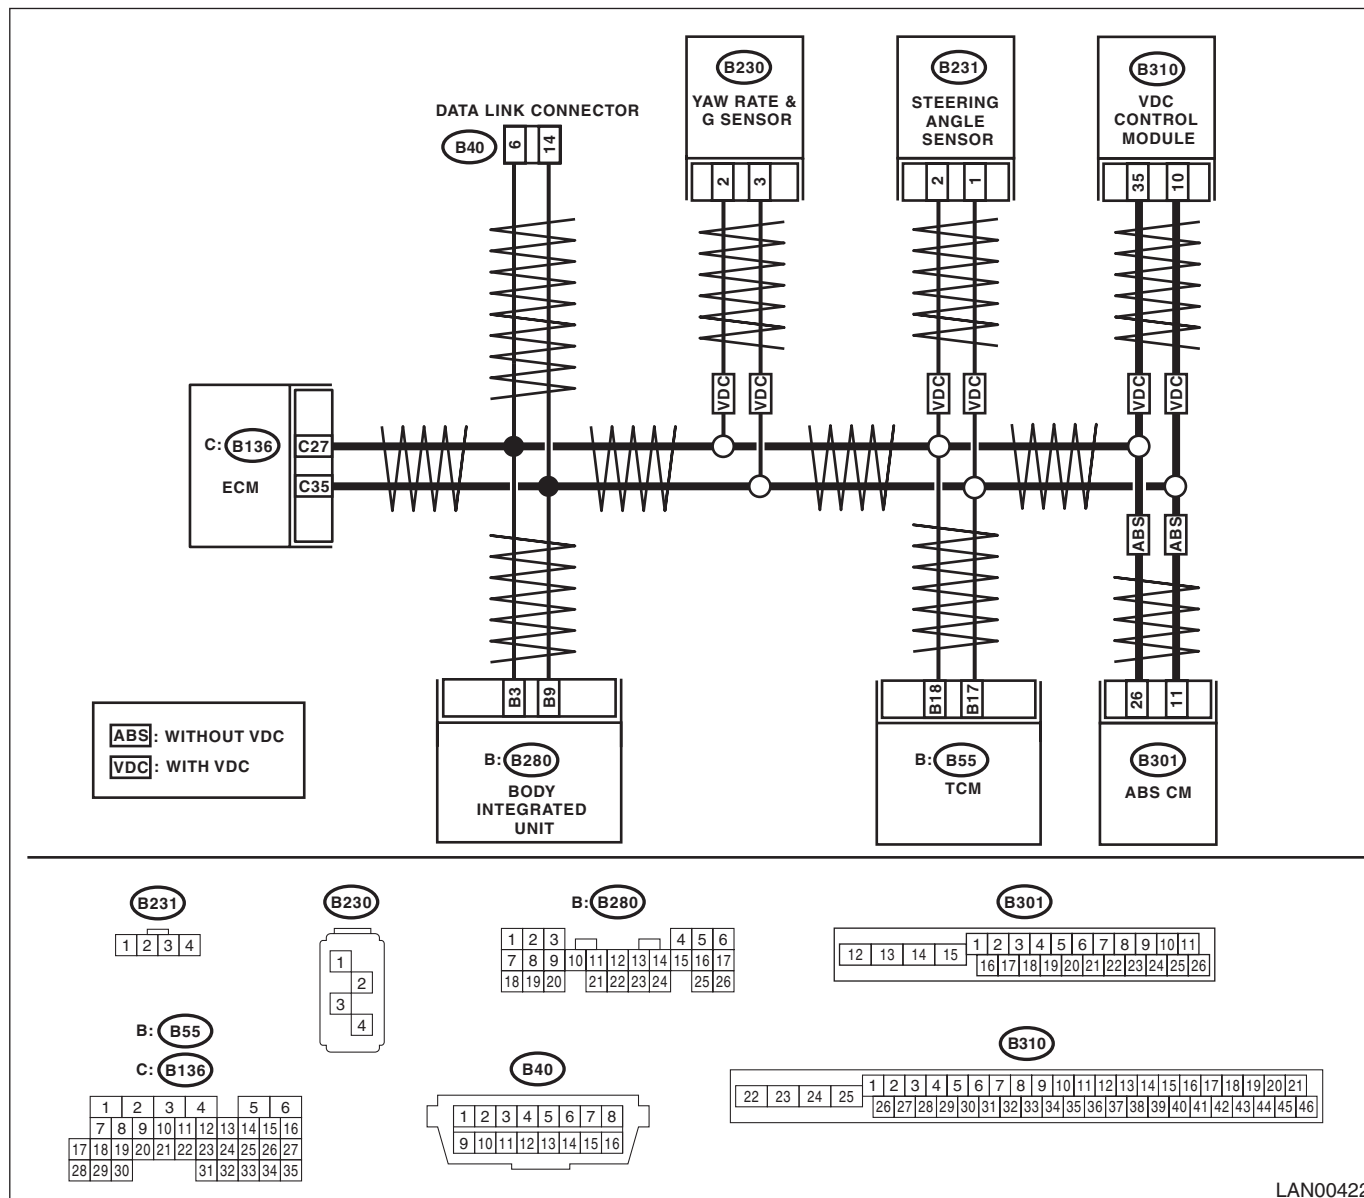 B230
YAW RATE &
G SENSOR
2 3
B231
STEERING
ANGLE
SENSOR
2 1
B310
VDC
CONTROL
MODULE
35 10
DATA LINK CONNECTOR
B40 6 14
VDC VDC VDC VDC VDC VDC
C: B136
ECM
C27
C35
ABS ABS
B3 B9
B: B280
BODY
INTEGRATED
UNIT
B18 B17
B: B55
TCM
26 11
B301
ABS CM
ABS : WITHOUT VDC
VDC : WITH VDC
B231
1 2 3 4
B230
1
2
3
4
B: B280
1 2 3 4 5 6
7 8 9 10 11 12 13 14 15 16 17
18 19 20 21 22 23 24 25 26
B301
1 2 3 4 5 6 7 8 9 10 11
12 13 14 15
16 17 18 19 20 21 22 23 24 25 26
B: B55
C: B136
1 2 3 4 5 6
7 8 9 10 11 12 13 14 15 16
17 18 19 20 21 22 23 24 25 26 27
28 29 30 31 32 33 34 35
B40
1 2 3 4 5 6 7 8
9 10 11 12 13 14 15 16
B310
1 2 3 4 5 6 7 8 9 10 11 12 13 14 15 16 17 18 19 20 21
22 23 24 25
26 27 28 29 30 31 32 33 34 35 36 37 38 39 40 41 42 43 44 45 46
LAN00422